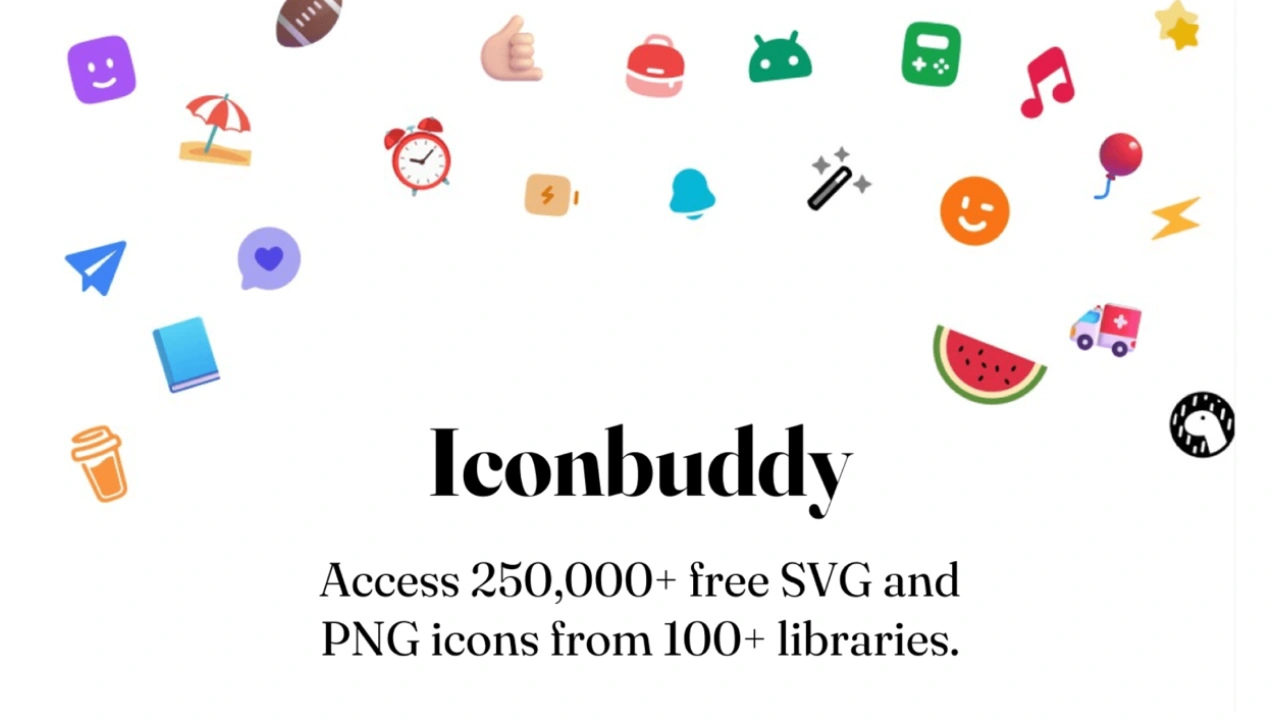 Iconbuddy
Access 250,000+ free SVG and
PNG icons from 100+ libraries.